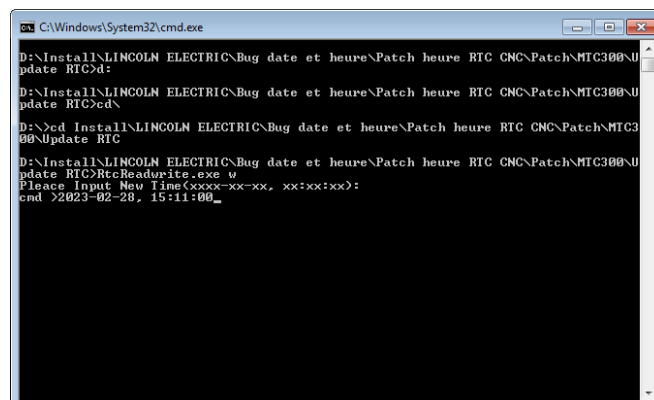 C:\Windows\System32\cmd.exe
D:\Install\LINCOLN ELECTRIC\Bug date et heure\Patch heure RTC CNC\Patch\MTC300\U
pdate RTC>d:
D:\Install\LINCOLN ELECTRIC\Bug date et heure\Patch heure RTC CNC\Patch\MTC300\U
pdate RTC>cd\
D:\>cd Install\LINCOLN ELECTRIC\Bug date et heure\Patch heure RTC CNC\Patch\MTC3
00\Update RTC
D:\Install\LINCOLN ELECTRIC\Bug date et heure\Patch heure RTC CNC\Patch\MTC300\U
pdate RTC>RtcReadwrite.exe w
Pleace Input New Time(xxxx-xx-xx, xx:xx:xx):
cmd >2023-02-28, 15:11:00_